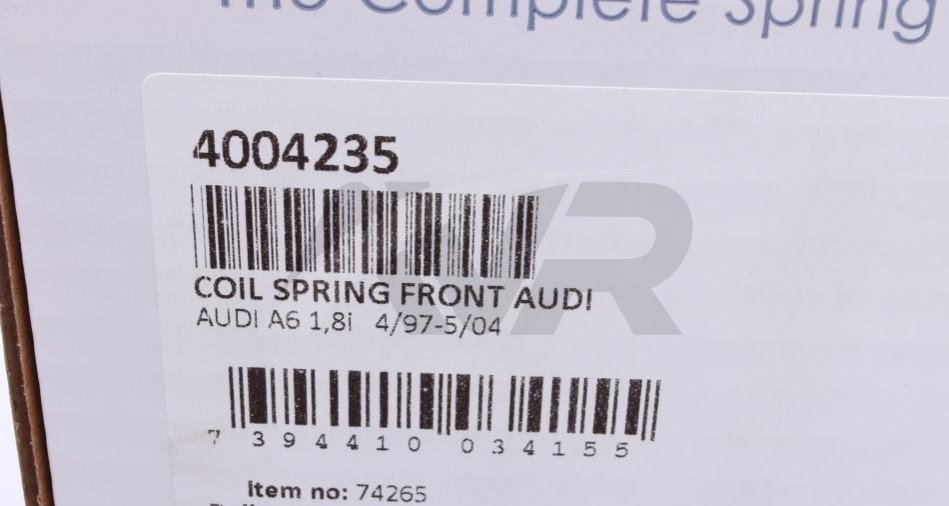 The Complete Spring
4004235
COIL SPRING FRONT AUDI
AUDI A6 1,8i 4/97-5/04
7 394410 034155
Item no: 74265